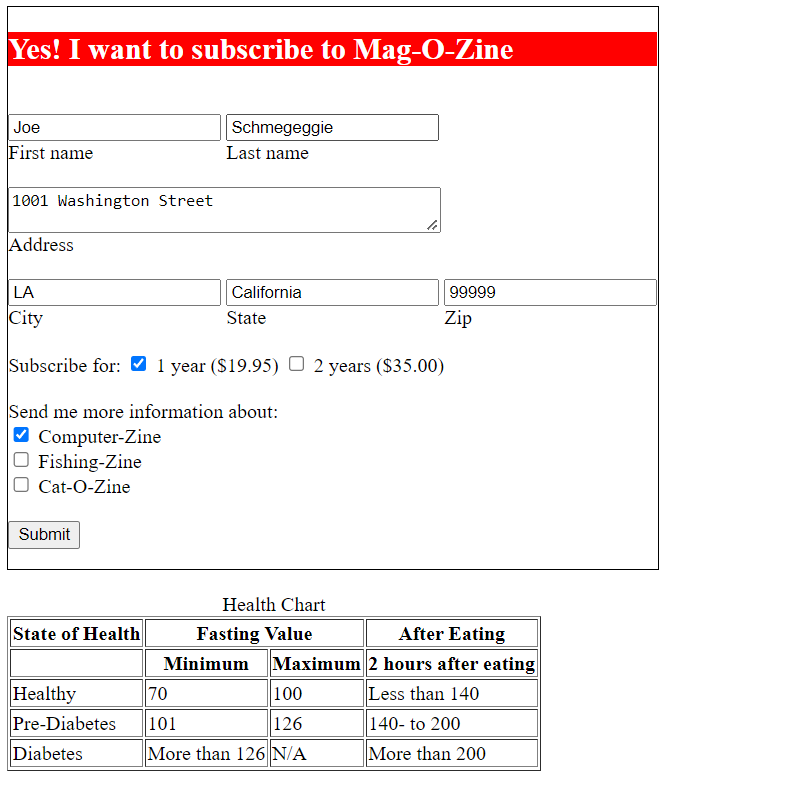 Yes! I want to subscribe to Mag-O-Zine
Joe Schmegeggie
First name Last name
1001 Washington Street
Address
LA California 99999
City State Zip
Subscribe for: 1 year ($19.95) 2 years ($35.00)
Send me more information about:
Computer-Zine
Fishing-Zine
Cat-O-Zine
Submit
Health Chart
State of Health Fasting Value After Eating
Minimum Maximum 2 hours after eating
Healthy 70 100 Less than 140
Pre-Diabetes 101 126 140- to 200
Diabetes More than 126 N/A More than 200